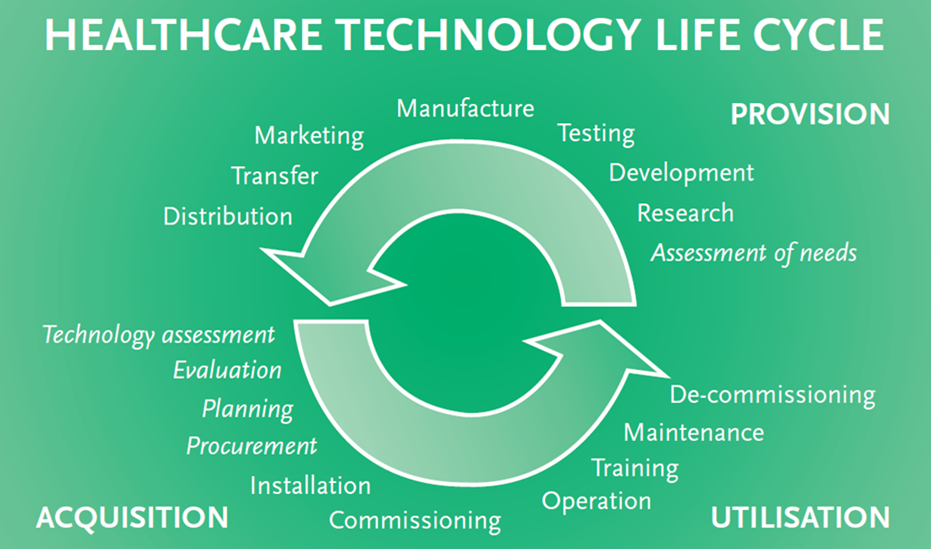 HEALTHCARE TECHNOLOGY LIFE CYCLE
PROVISION
Assessment of needs
Research
Development
Testing
Manufacture
Marketing
Transfer
Distribution
Technology assessment
Evaluation
Planning
Procurement
Installation
Commissioning
ACQUISITION
Operation
Training
Maintenance
De-commissioning
UTILISATION